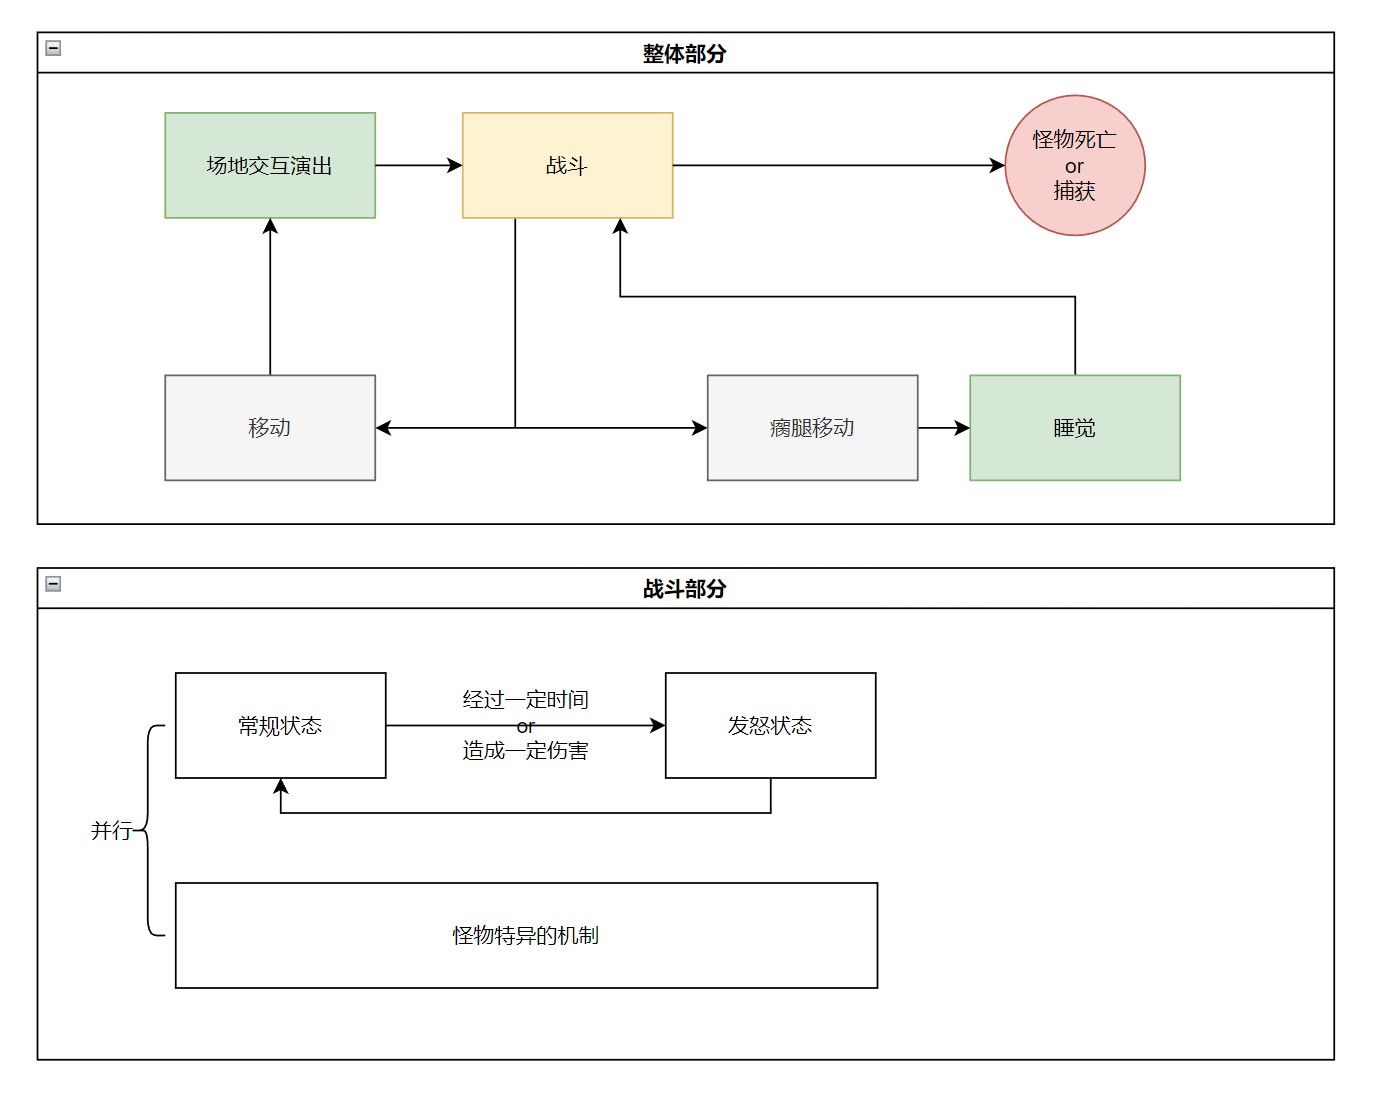 整体部分
场地交互演出
战斗
怪物死亡
or
捕获
移动
瘸腿移动
睡觉
战斗部分
常规状态
经过一定时间
or
造成一定伤害
发怒状态
并行
怪物特异的机制